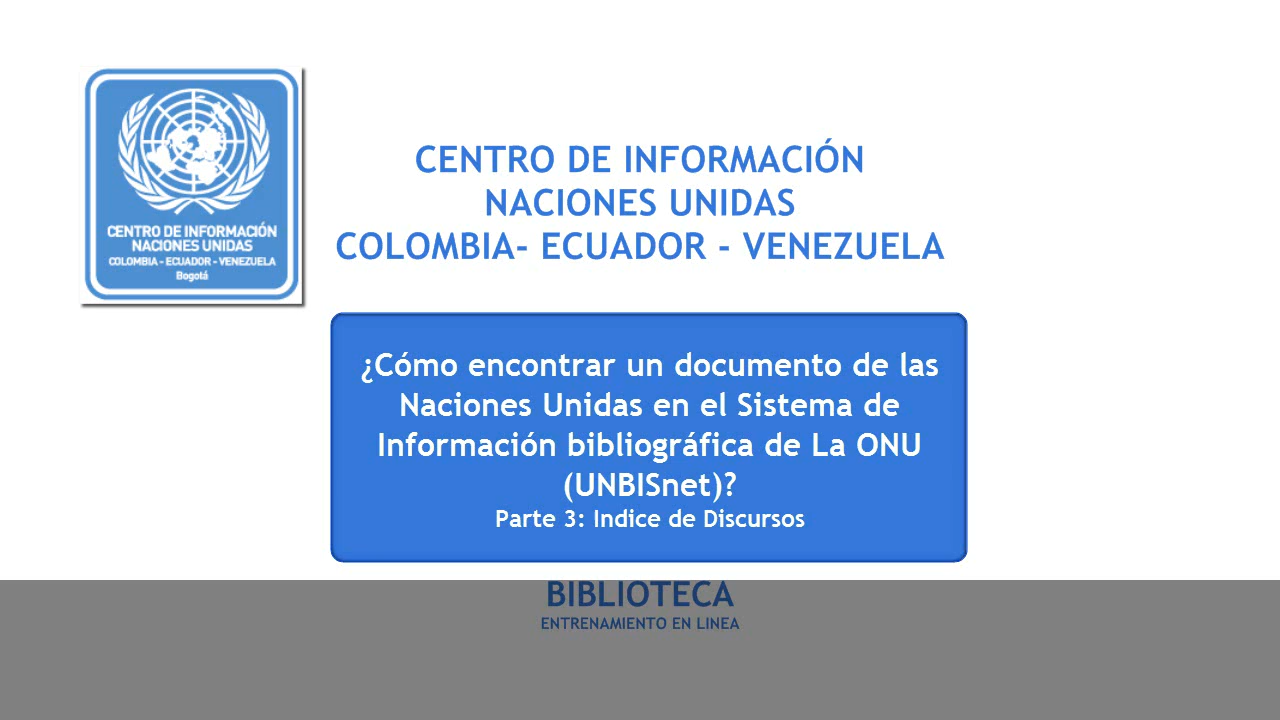 CENTRO DE INFORMACIÓN
NACIONES UNIDAS
COLOMBIA - ECUADOR - VENEZUELA
Bogotá
CENTRO DE INFORMACIÓN
NACIONES UNIDAS
COLOMBIA- ECUADOR - VENEZUELA
¿Cómo encontrar un documento de las
Naciones Unidas en el Sistema de
Información bibliográfica de La ONU
(UNBISnet)?
Parte 3: Indice de Discursos
BIBLIOTECA
ENTRENAMIENTO EN LINEA